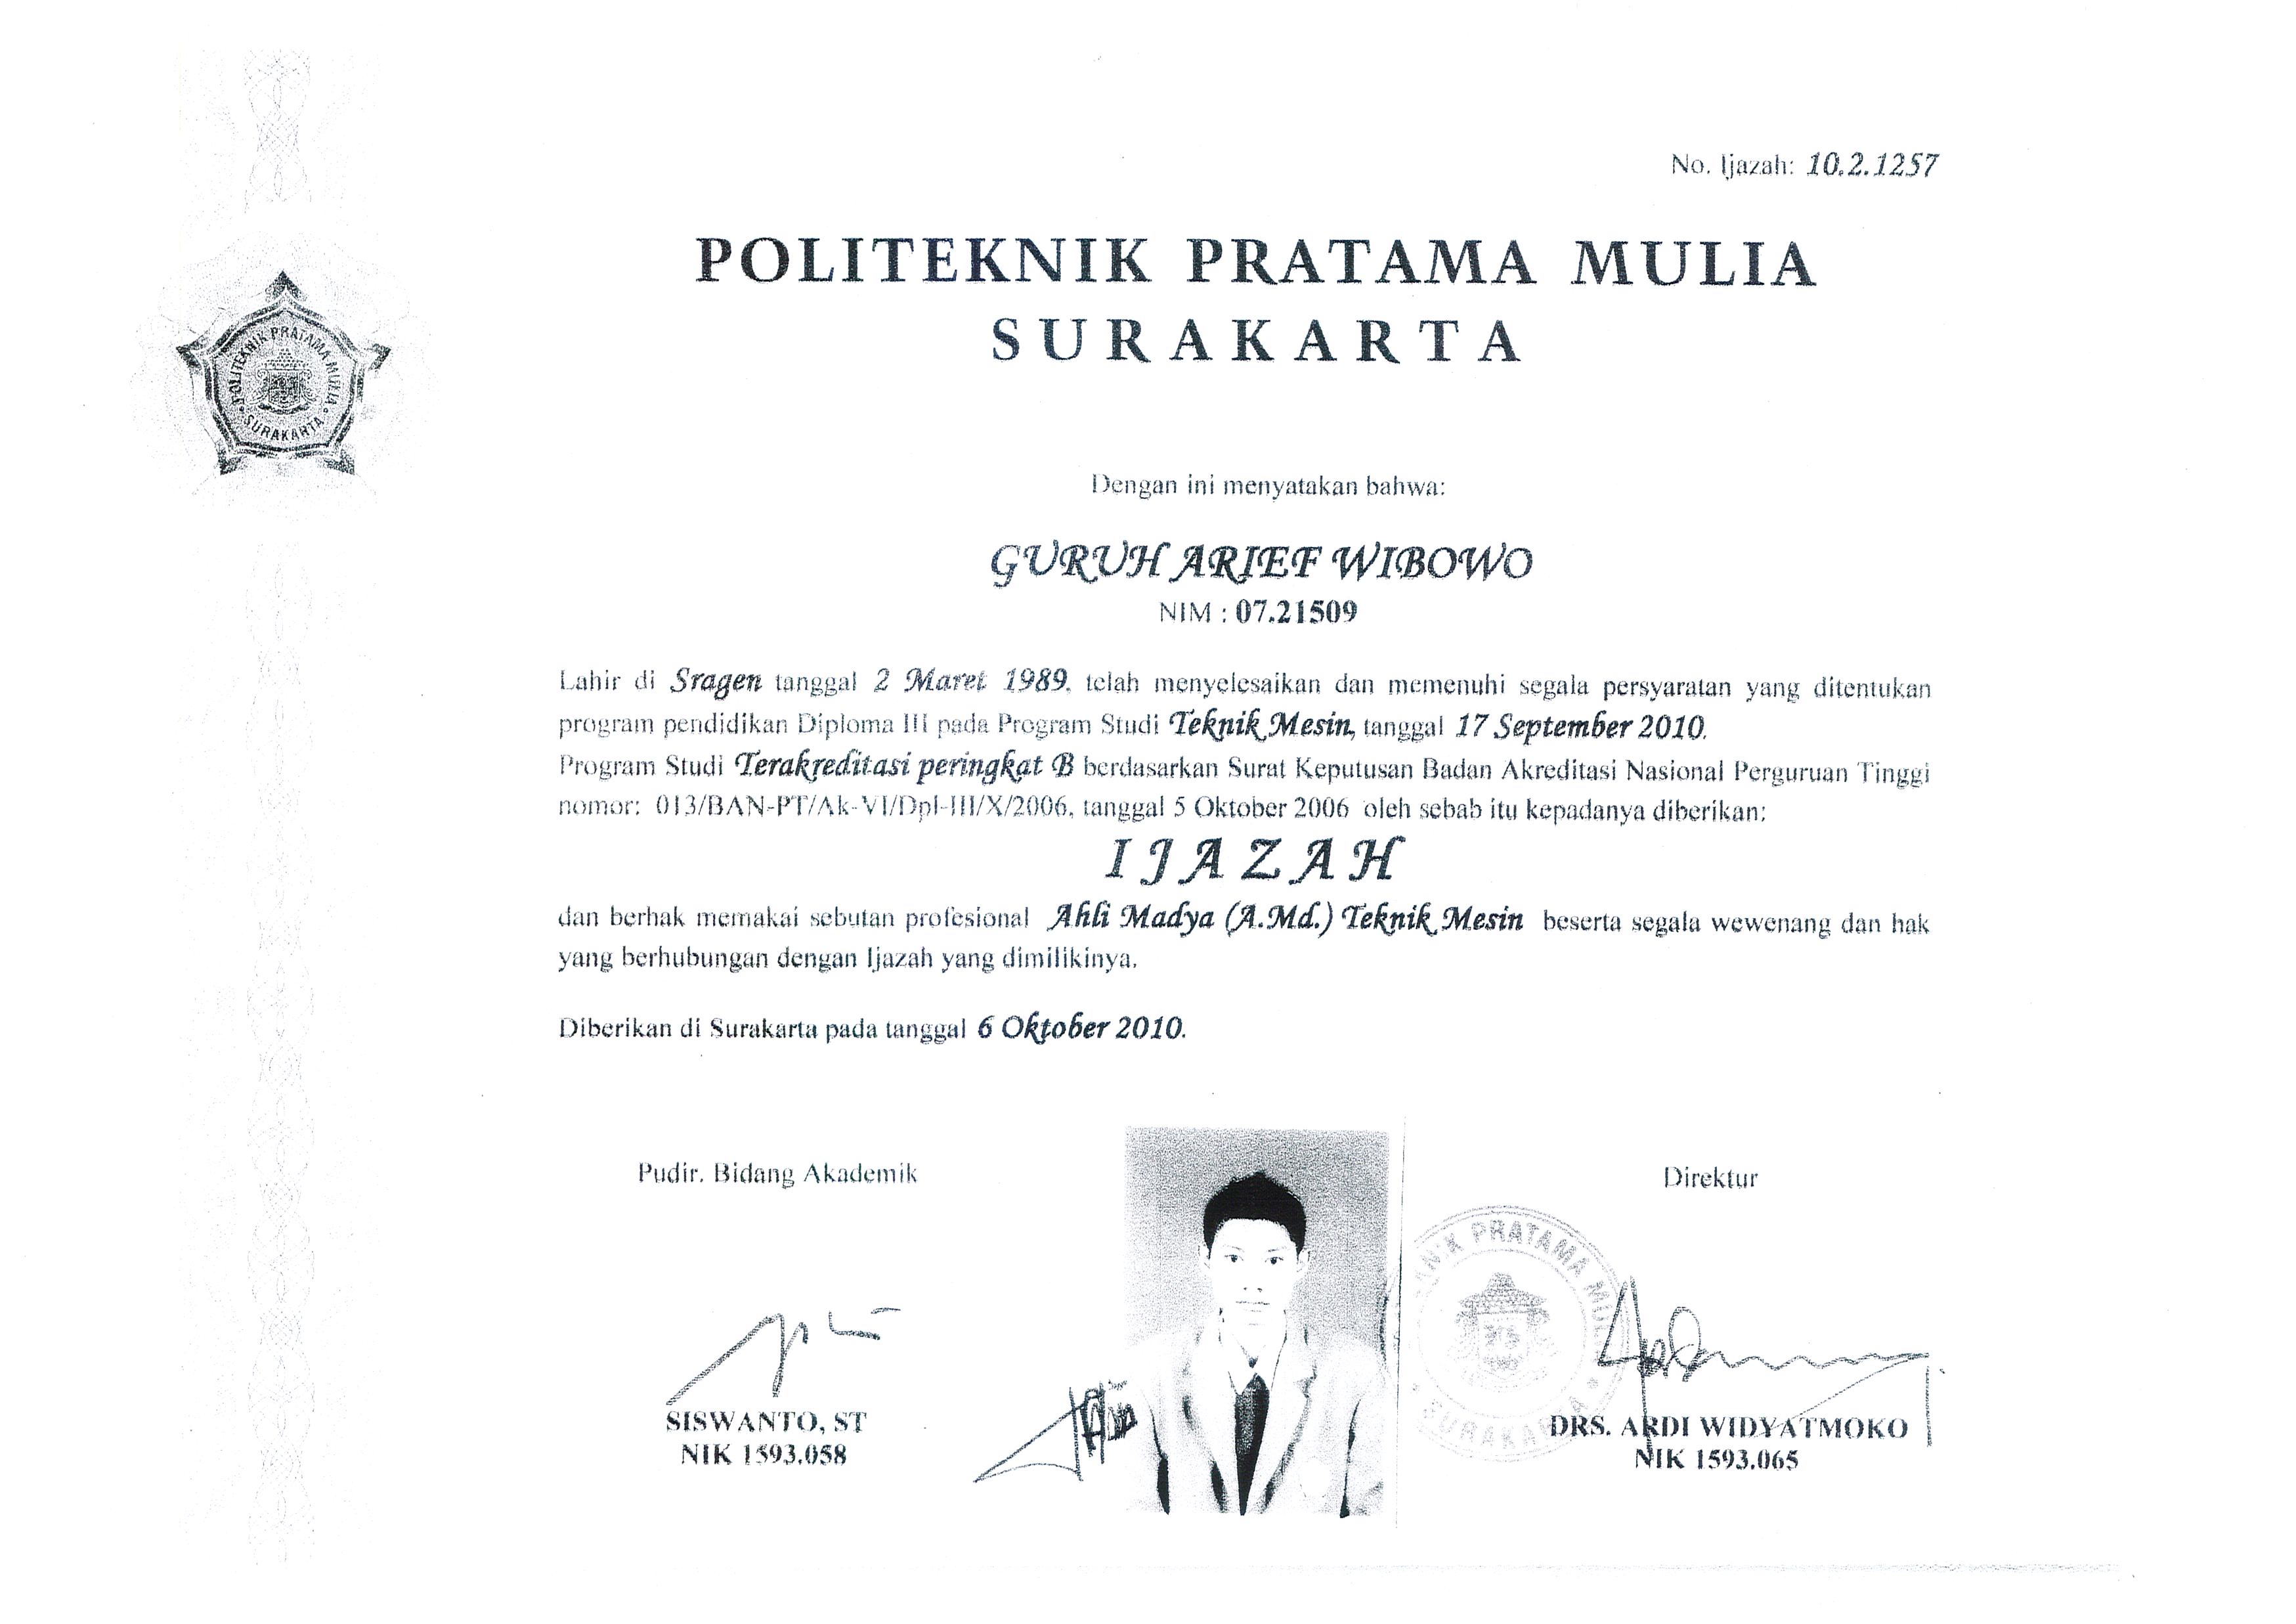 No. Ijazah: 10.2.1257
POLITEKNIK PRATAMA MULIA
SURAKARTA
POLITEKNIK PRATAMA MULIA
SURAKARTA
Dengan ini menyatakan bahwa:
GURUH ARIEF WIBOWO
NIM : 07.21509
Lahir di Sragen tanggal 2 Maret 1989, telah menyelesaikan dan memenuhi segala persyaratan yang ditentukan
program pendidikan Diploma III pada Program Studi Teknik Mesin, tanggal 17 September 2010.
Program Studi Terakreditasi peringkat B berdasarkan Surat Keputusan Badan Akreditasi Nasional Perguruan Tinggi
nomor: 013/BAN-PT/Ak-VI/Dpl-III/X/2006, tanggal 5 Oktober 2006 oleh sebab itu kepadanya diberikan:
IJAZAH
dan berhak memakai sebutan profesional Ahli Madya (A.Md.) Teknik Mesin beserta segala wewenang dan hak
yang berhubungan dengan Ijazah yang dimilikinya.
Diberikan di Surakarta pada tanggal 6 Oktober 2010.
Pudir. Bidang Akademik
Direktur
PRATAMA
SURAKARTA
SISWANTO, ST
NIK 1593.058
DRS. ARDI WIDYATMOKO
NIK 1593.065